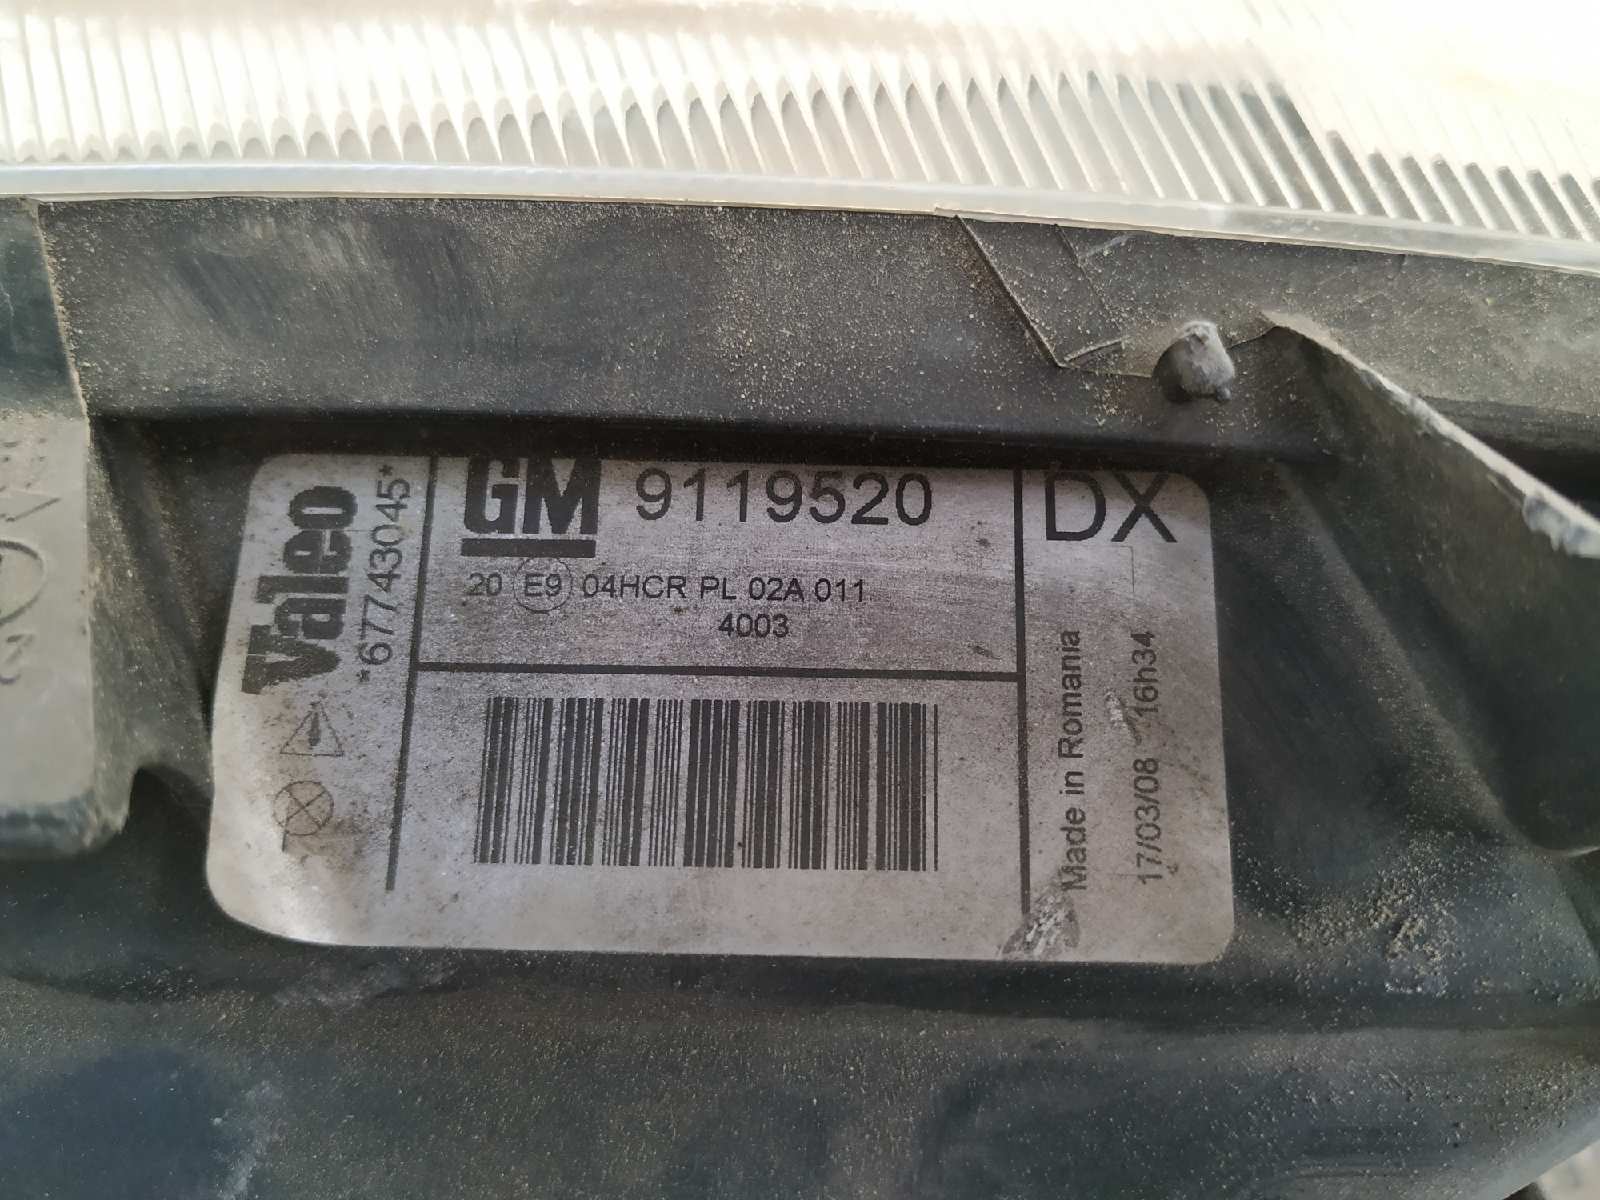 Valeo
*67743045*
GM 9119520
DX
20 E9 04HCR PL 02A 011
4003
Made in Romania
17/03/08 16h34